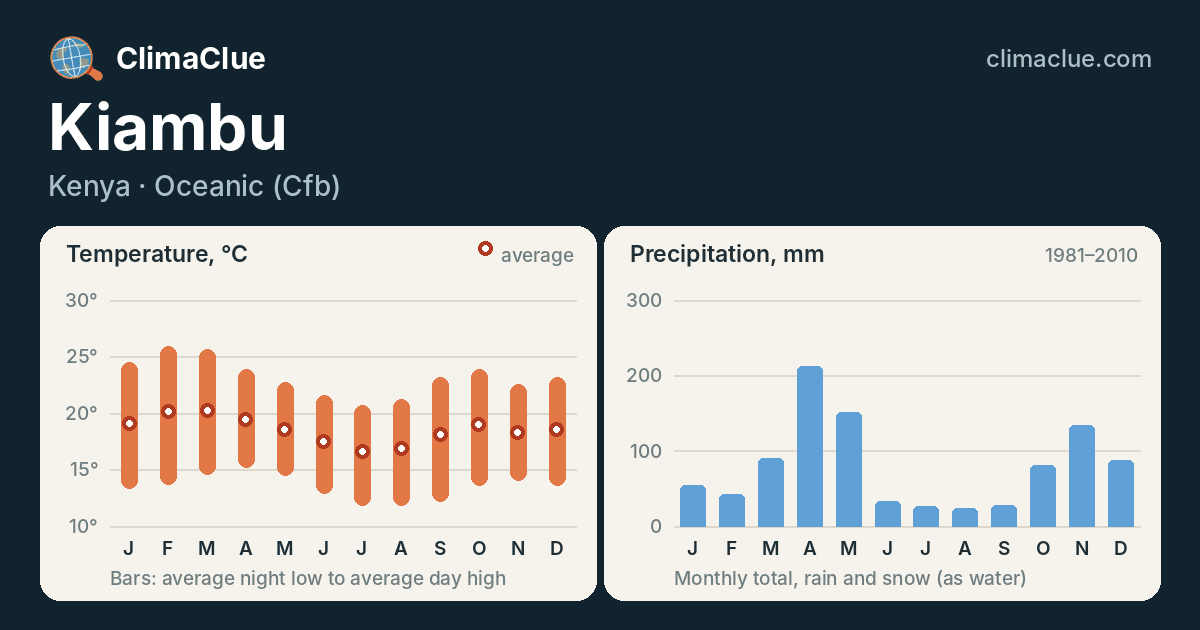 ClimaClue
climaclue.com
Kiambu
Kenya · Oceanic (Cfb)
Temperature, °C
average
30°
25°
20°
15°
10°
J F M A M J J A S O N D
Bars: average night low to average day high
Precipitation, mm
1981–2010
300
200
100
0
J F M A M J J A S O N D
Monthly total, rain and snow (as water)